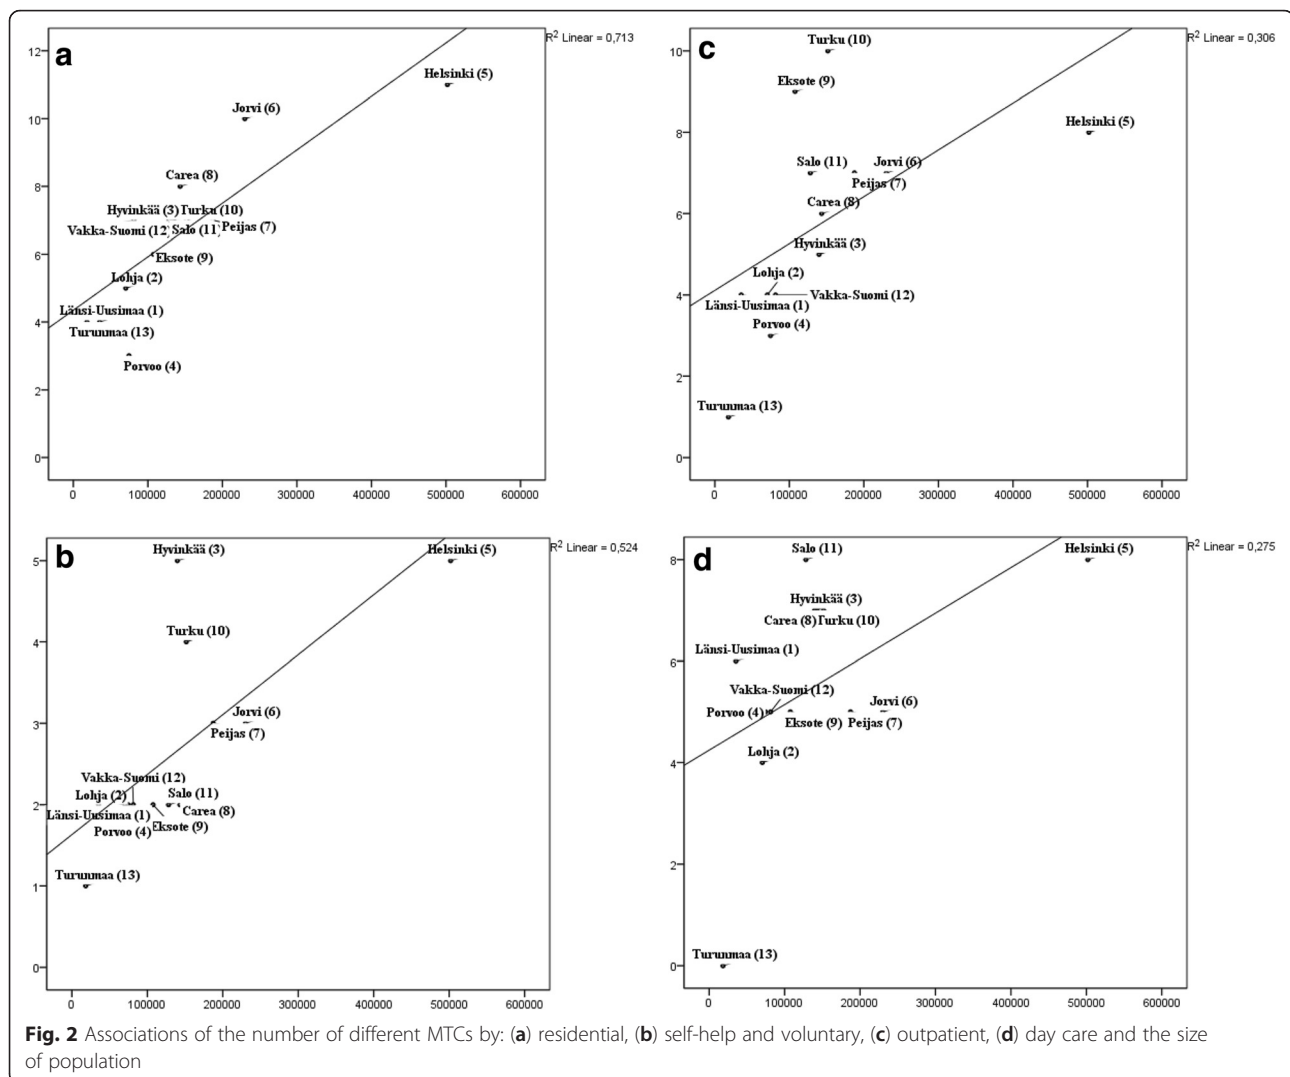 a
R² Linear = 0,713
12
10
8
6
4
2
0
Helsinki (5)
Jorvi (6)
Carea (8)
Hyvinkää (3) Turku (10)
Vakka-Suomi (12) Salo (11) Peijas (7)
Eksote (9)
Lohja (2)
Länsi-Uusimaa (1)
Turunmaa (13)
Porvoo (4)
0 100000 200000 300000 400000 500000 600000
c
R² Linear = 0,306
10
8
6
4
2
0
Turku (10)
Eksote (9)
Helsinki (5)
Salo (11) Jorvi (6)
Peijas (7)
Carea (8)
Hyvinkää (3)
Lohja (2)
Vakka-Suomi (12)
Länsi-Uusimaa (1)
Porvoo (4)
Turunmaa (13)
0 100000 200000 300000 400000 500000 600000
b
R² Linear = 0,524
5
4
3
2
1
0
Hyvinkää (3) Helsinki (5)
Turku (10)
Jorvi (6)
Peijas (7)
Vakka-Suomi (12)
Lohja (2) Salo (11)
Länsi-Uusimaa (1) Carea (8)
Porvoo (4) Eksote (9)
Turunmaa (13)
0 100000 200000 300000 400000 500000 600000
d
R² Linear = 0,275
8
6
4
2
0
Salo (11) Helsinki (5)
Hyvinkää (3)
Carea (8) Turku (10)
Länsi-Uusimaa (1)
Vakka-Suomi (12)
Jorvi (6)
Porvoo (4)
Eksote (9) Peijas (7)
Lohja (2)
Turunmaa (13)
0 100000 200000 300000 400000 500000 600000
Fig. 2 Associations of the number of different MTCs by: (a) residential, (b) self-help and voluntary, (c) outpatient, (d) day care and the size
of population